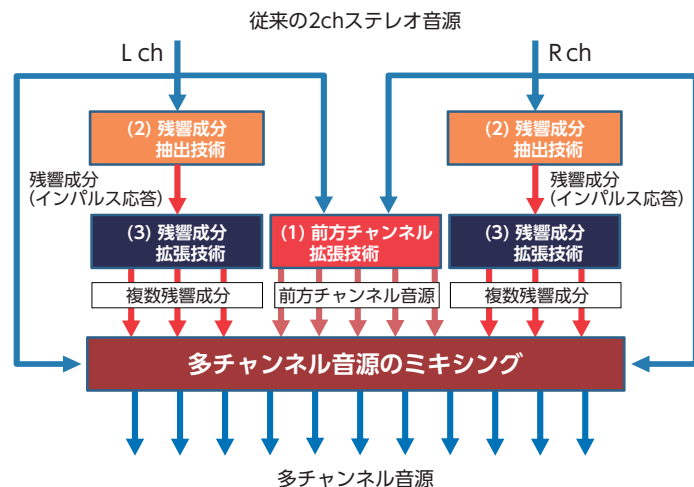 従来の2chステレオ音源
L ch
R ch
(2) 残響成分
抽出技術
(2) 残響成分
抽出技術
残響成分
(インパルス応答)
残響成分
(インパルス応答)
(3) 残響成分
拡張技術
(1) 前方チャンネル
拡張技術
(3) 残響成分
拡張技術
複数残響成分
前方チャンネル音源
複数残響成分
多チャンネル音源のミキシング
多チャンネル音源